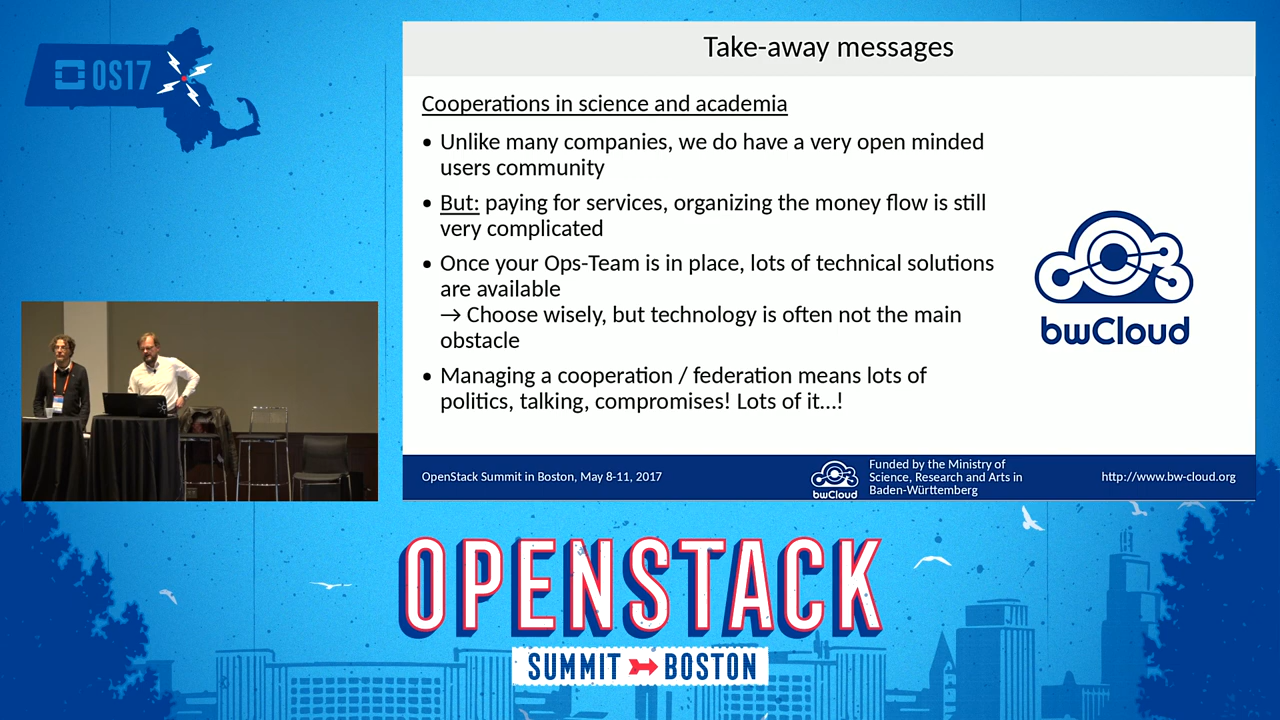 OS17
Take-away messages
Cooperations in science and academia
• Unlike many companies, we do have a very open minded
users community
• But: paying for services, organizing the money flow is still
very complicated
• Once your Ops-Team is in place, lots of technical solutions
are available
→ Choose wisely, but technology is often not the main
obstacle
• Managing a cooperation / federation means lots of
politics, talking, compromises! Lots of it...!
bwCloud
OpenStack Summit in Boston, May 8-11, 2017
bwCloud
Funded by the Ministry of
Science, Research and Arts in
Baden-Württemberg
http://www.bw-cloud.org
OPENSTACK
SUMMIT BOSTON